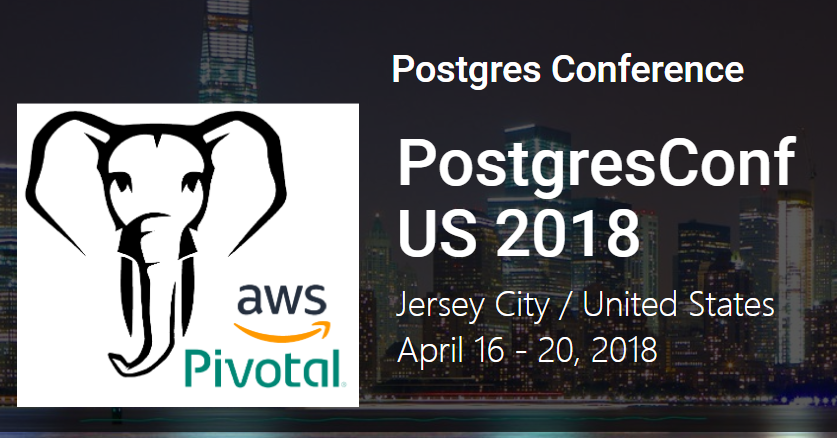 Postgres Conference
PostgresConf
US 2018
Jersey City / United States
April 16 - 20, 2018
aws
Pivotal.